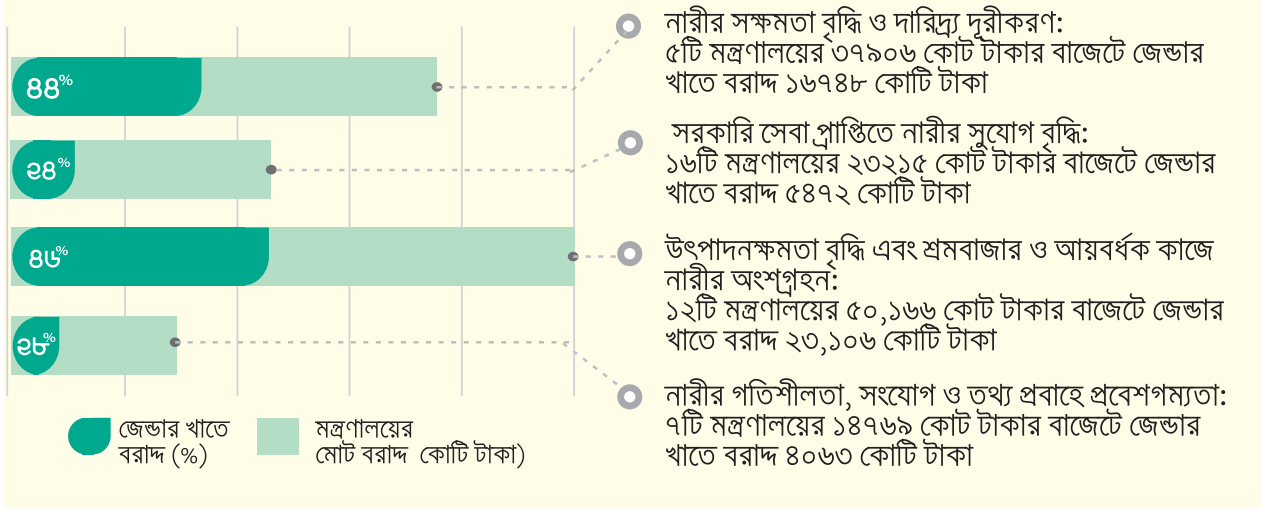 ৪৪%
২৪%
৪৬%
২৮%
জেন্ডার খাতে
বরাদ্দ (%)
মন্ত্রণালয়ের
মোট বরাদ্দ কোটি টাকা)
নারীর সক্ষমতা বৃদ্ধি ও দারিদ্র্য দূরীকরণ:
৫টি মন্ত্রণালয়ের ৩৭৯০৬ কোট টাকার বাজেটে জেন্ডার
খাতে বরাদ্দ ১৬৭৪৮ কোটি টাকা
সরকারি সেবা প্রাপ্তিতে নারীর সুযোগ বৃদ্ধি:
১৬টি মন্ত্রণালয়ের ২৩২১৫ কোট টাকার বাজেটে জেন্ডার
খাতে বরাদ্দ ৫৪৭২ কোটি টাকা
উৎপাদনক্ষমতা বৃদ্ধি এবং শ্রমবাজার ও আয়বর্ধক কাজে
নারীর অংশগ্রহন:
১২টি মন্ত্রণালয়ের ৫০,১৬৬ কোট টাকার বাজেটে জেন্ডার
খাতে বরাদ্দ ২৩,১০৬ কোটি টাকা
নারীর গতিশীলতা, সংযোগ ও তথ্য প্রবাহে প্রবেশগম্যতা:
৭টি মন্ত্রণালয়ের ১৪৭৬৯ কোট টাকার বাজেটে জেন্ডার
খাতে বরাদ্দ ৪০৬৩ কোটি টাকা